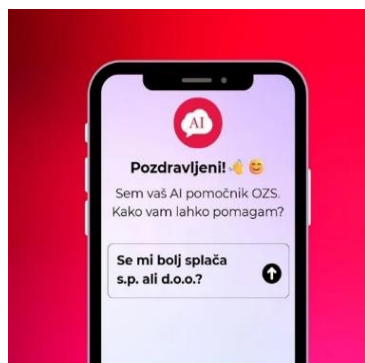 AI
Pozdravljeni! 👋 😊
Sem vaš AI pomočnik OZS.
Kako vam lahko pomagam?
Se mi bolj splača
s.p. ali d.o.o.?